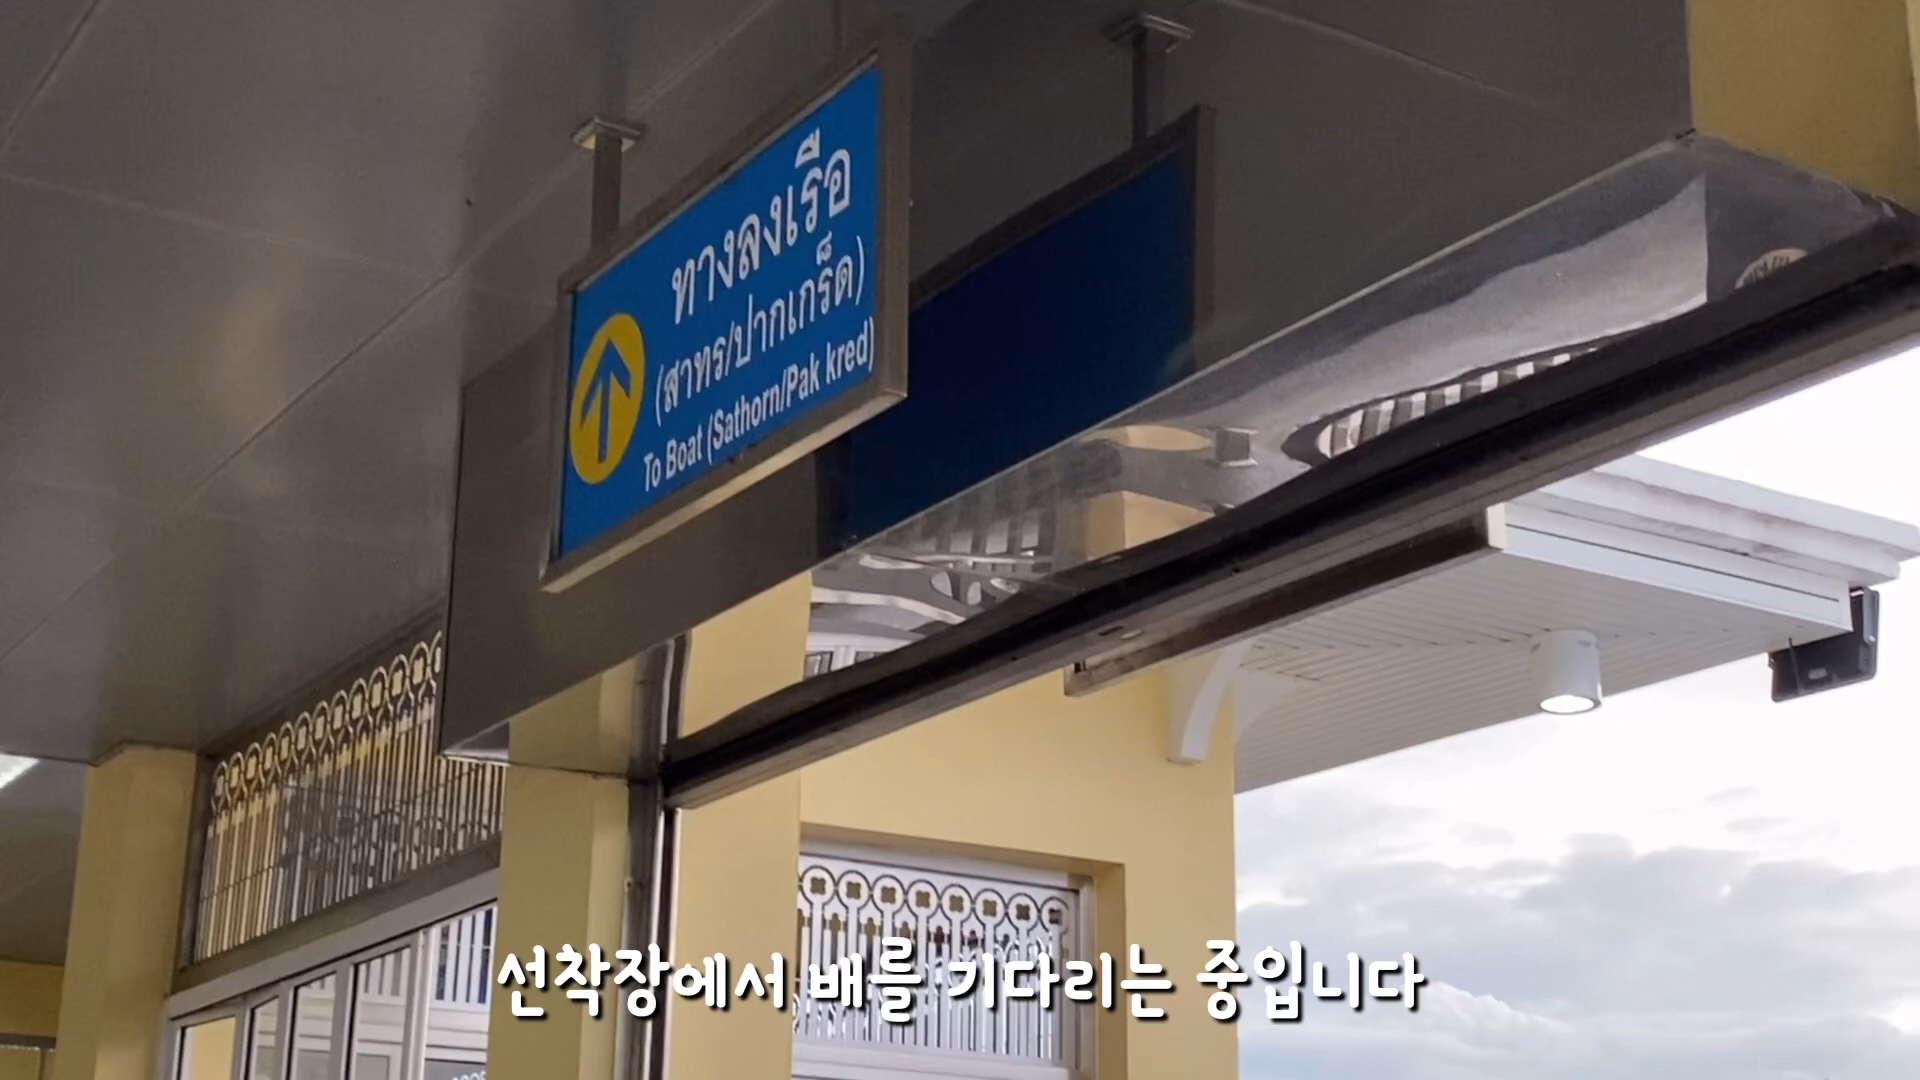 ทางลงเรือ
(สาทร/ปากเกร็ด)
To Boat (Sathorn/Pak kred)
선착장에서 배를 기다리는 중입니다